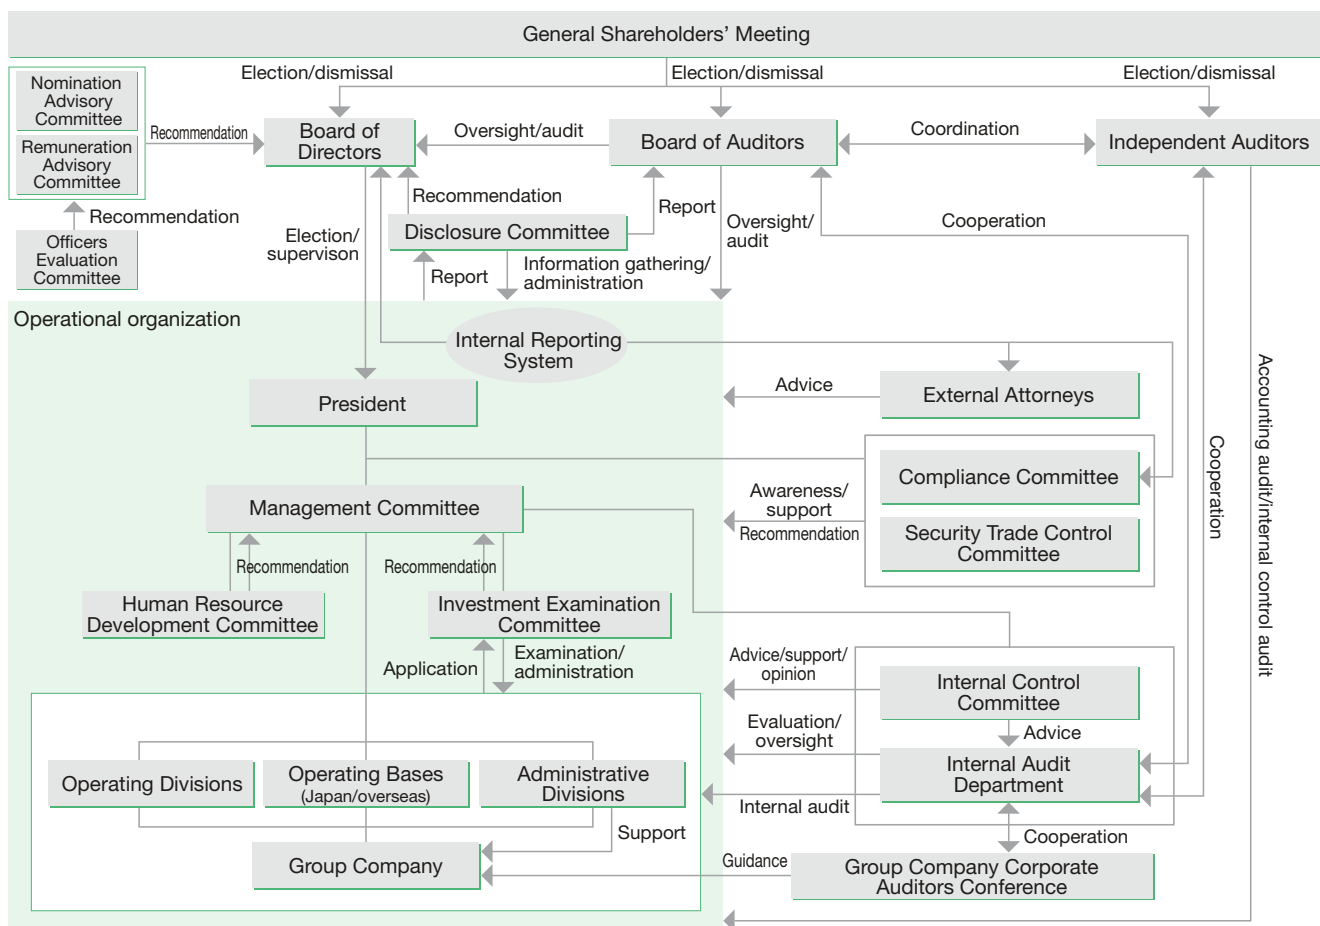 General Shareholders' Meeting
Election/dismissal
Election/dismissal
Election/dismissal
Nomination
Advisory
Committee
Remuneration
Advisory
Committee
Recommendation
Board of
Directors
Oversight/audit
Board of Auditors
Coordination
Independent Auditors
Recommendation
Officers
Evaluation
Committee
Election/
supervison
Recommendation
Disclosure Committee
Report
Oversight/
audit
Cooperation
Report
Information gathering/
administration
Operational organization
Internal Reporting
System
President
Advice
External Attorneys
Accounting audit/internal control audit
Cooperation
Compliance Committee
Awareness/
support
Recommendation
Security Trade Control
Committee
Management Committee
Recommendation
Recommendation
Human Resource
Development Committee
Investment Examination
Committee
Application
Examination/
administration
Advice/support/
opinion
Internal Control
Committee
Advice
Evaluation/
oversight
Internal Audit
Department
Internal audit
Operating Divisions
Operating Bases
(Japan/overseas)
Administrative
Divisions
Support
Cooperation
Group Company
Guidance
Group Company Corporate
Auditors Conference